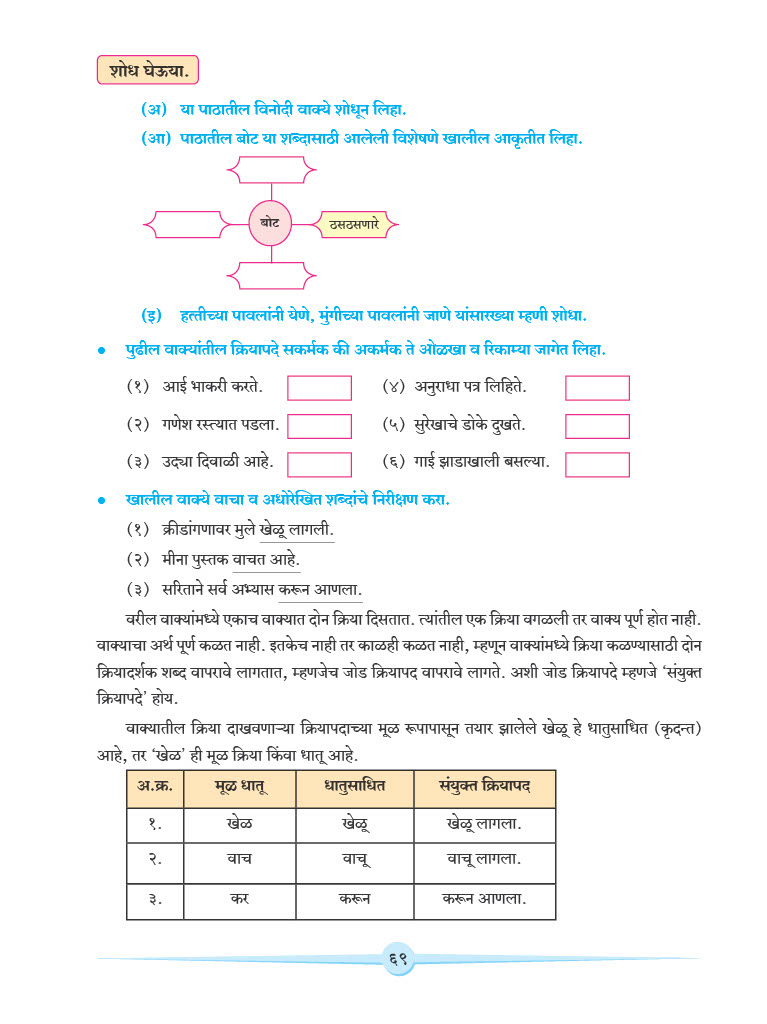 शोध घेऊया.
(अ) या पाठातील विनोदी वाक्ये शोधून लिहा.
(आ) पाठातील बोट या शब्दासाठी आलेली विशेषणे खालील आकृतीत लिहा.
बोट
ठसठसणारे
(इ) हत्तीच्या पावलांनी येणे, मुंगीच्या पावलांनी जाणे यांसारख्या म्हणी शोधा.
• पुढील वाक्यांतील क्रियापदे सकर्मक की अकर्मक ते ओळखा व रिकाम्या जागेत लिहा.
(१) आई भाकरी करते. (४) अनुराधा पत्र लिहिते.
(२) गणेश रस्त्यात पडला. (५) सुरेखाचे डोके दुखते.
(३) उद्या दिवाळी आहे. (६) गाई झाडाखाली बसल्या.
• खालील वाक्ये वाचा व अधोरेखित शब्दांचे निरीक्षण करा.
(१) क्रीडांगणावर मुले खेळू लागली.
(२) मीना पुस्तक वाचत आहे.
(३) सरिताने सर्व अभ्यास करून आणला.
वरील वाक्यांमध्ये एकाच वाक्यात दोन क्रिया दिसतात. त्यांतील एक क्रिया वगळली तर वाक्य पूर्ण होत नाही.
वाक्याचा अर्थ पूर्ण कळत नाही. इतकेच नाही तर काळही कळत नाही, म्हणून वाक्यांमध्ये क्रिया कळण्यासाठी दोन
क्रियादर्शक शब्द वापरावे लागतात, म्हणजेच जोड क्रियापद वापरावे लागते. अशी जोड क्रियापदे म्हणजे ‘संयुक्त
क्रियापदे’ होय.
वाक्यातील क्रिया दाखवणाऱ्या क्रियापदाच्या मूळ रूपापासून तयार झालेले खेळू हे धातुसाधित (कृदन्त)
आहे, तर ‘खेळ’ ही मूळ क्रिया किंवा धातू आहे.
अ.क्र. मूळ धातू धातुसाधित संयुक्त क्रियापद
१. खेळ खेळू खेळू लागला.
२. वाच वाचू वाचू लागला.
३. कर करून करून आणला.
६९